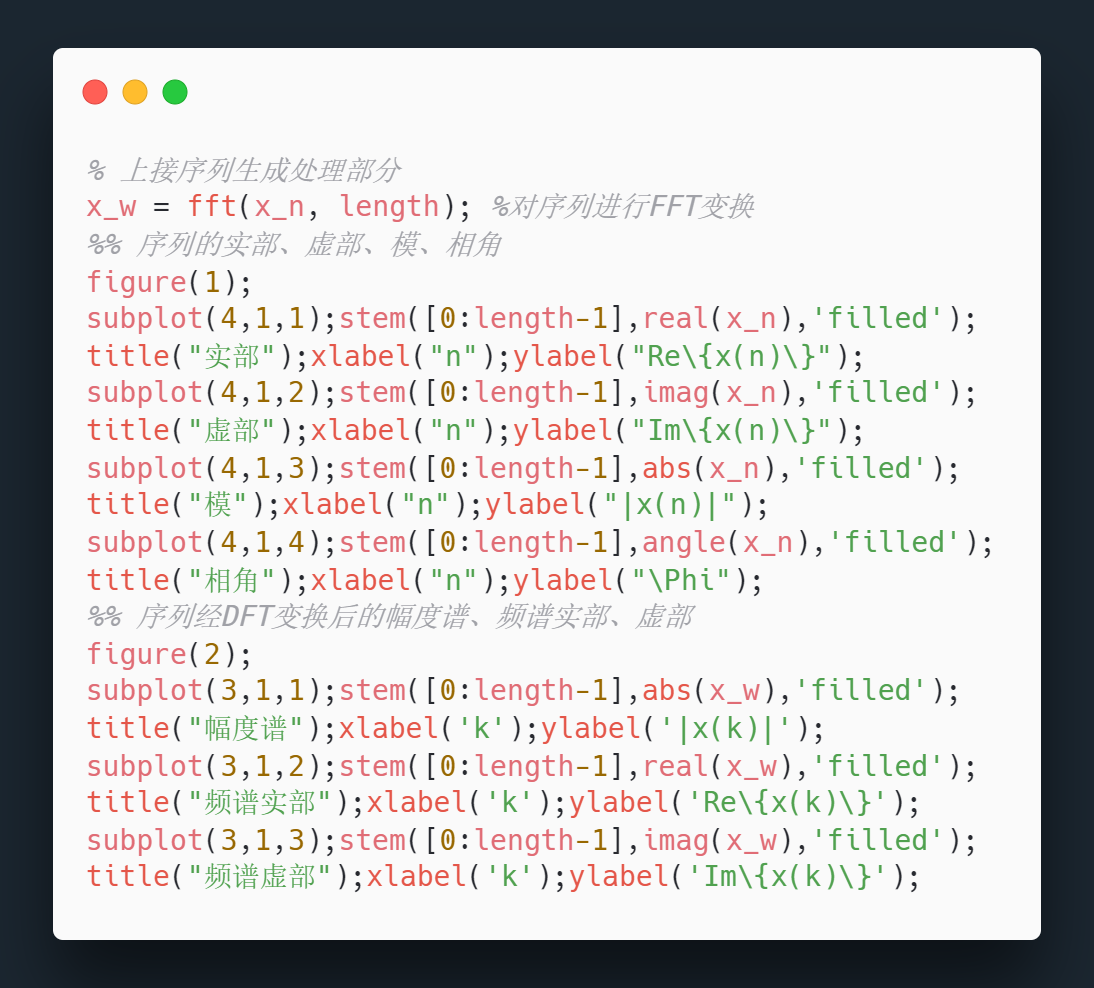 % 上接序列生成处理部分
x_w = fft(x_n, length); %对序列进行FFT变换
%% 序列的实部、虚部、模、相角
figure(1);
subplot(4,1,1);stem([0:length-1],real(x_n),'filled');
title("实部");xlabel("n");ylabel("Re\{x(n)\}");
subplot(4,1,2);stem([0:length-1],imag(x_n),'filled');
title("虚部");xlabel("n");ylabel("Im\{x(n)\}");
subplot(4,1,3);stem([0:length-1],abs(x_n),'filled');
title("模");xlabel("n");ylabel("|x(n)|");
subplot(4,1,4);stem([0:length-1],angle(x_n),'filled');
title("相角");xlabel("n");ylabel("\Phi");
%% 序列经DFT变换后的幅度谱、频谱实部、虚部
figure(2);
subplot(3,1,1);stem([0:length-1],abs(x_w),'filled');
title("幅度谱");xlabel('k');ylabel('|x(k)|');
subplot(3,1,2);stem([0:length-1],real(x_w),'filled');
title("频谱实部");xlabel('k');ylabel('Re\{x(k)\}');
subplot(3,1,3);stem([0:length-1],imag(x_w),'filled');
title("频谱虚部");xlabel('k');ylabel('Im\{x(k)\}');